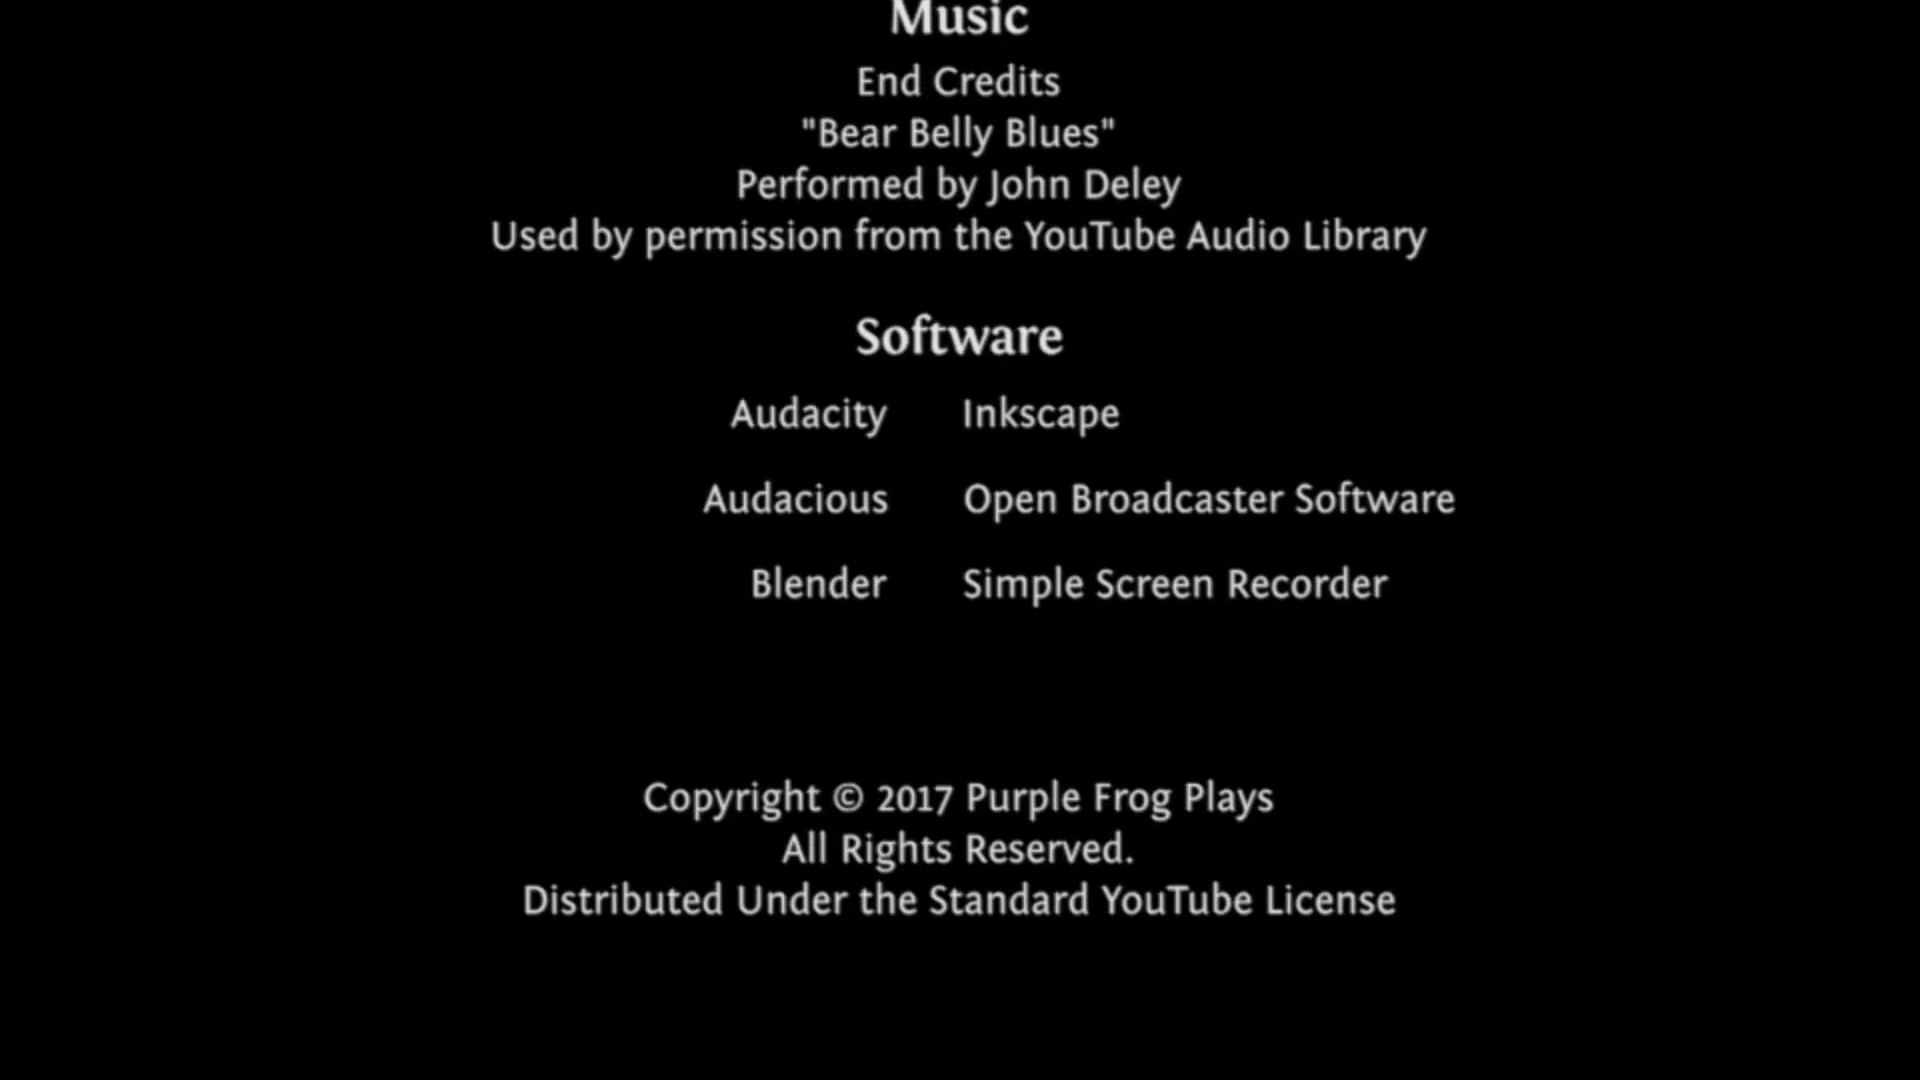 Music
End Credits
"Bear Belly Blues"
Performed by John Deley
Used by permission from the YouTube Audio Library
Software
Audacity Inkscape
Audacious Open Broadcaster Software
Blender Simple Screen Recorder
Copyright © 2017 Purple Frog Plays
All Rights Reserved.
Distributed Under the Standard YouTube License